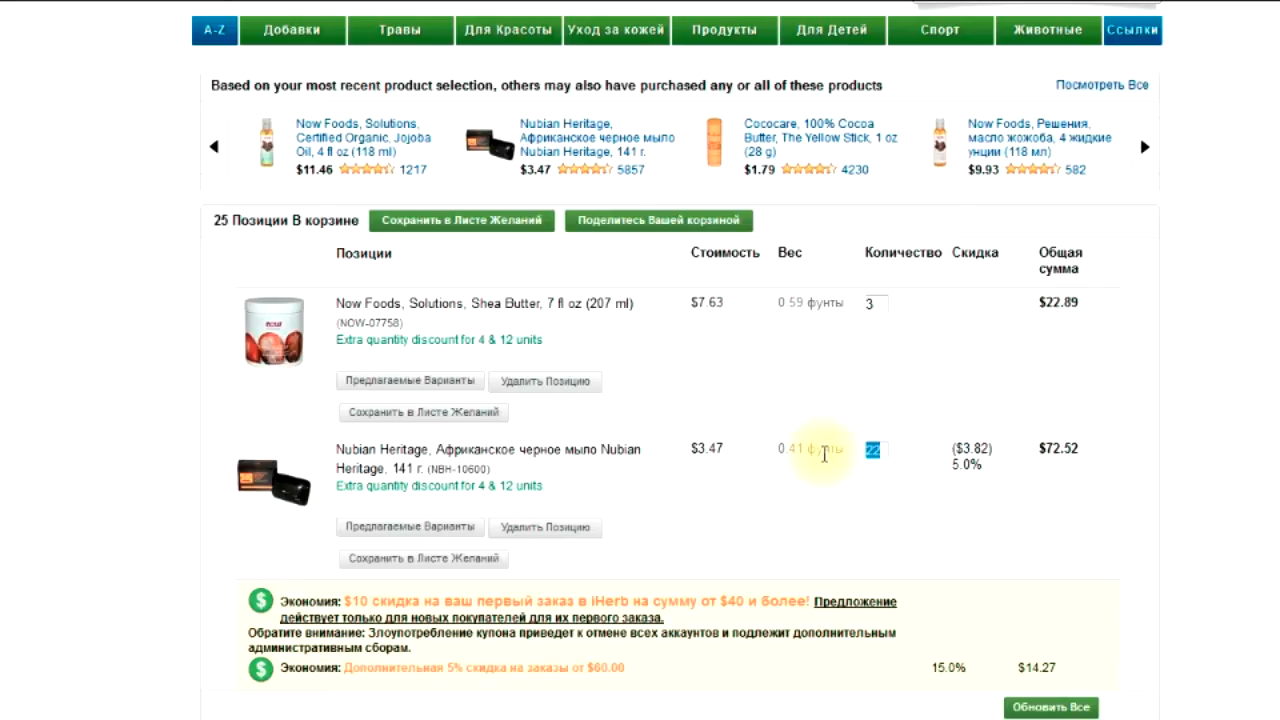 A-Z Добавки Травы Для Красоты Уход за кожей Продукты Для Детей Спорт Животные Ссылки
Based on your most recent product selection, others may also have purchased any or all of these products Посмотреть Все
Now Foods, Solutions,
Certified Organic, Jojoba
Oil, 4 fl oz (118 ml)
$11.46 1217
Nubian Heritage,
Африканское черное мыло
Nubian Heritage, 141 г.
$3.47 5857
Cococare, 100% Cocoa
Butter, The Yellow Stick, 1 oz
(28 g)
$1.79 4230
Now Foods, Решения,
масло жожоба, 4 жидкие
унции (118 мл)
$9.93 582
25 Позиции В корзине Сохранить в Листе Желаний Поделитесь Вашей корзиной
Позиции Стоимость Вес Количество Скидка Общая
сумма
Now Foods, Solutions, Shea Butter, 7 fl oz (207 ml) $7.63 0 59 фунты 3 $22.89
(NOW-07758)
Extra quantity discount for 4 & 12 units
Предлагаемые Варианты Удалить Позицию
Сохранить в Листе Желаний
now
Nubian Heritage, Африканское черное мыло Nubian $3.47 0.41 фунты 22 ($3.82) $72.52
Heritage, 141 г. (NBH-10600) 5.0%
Extra quantity discount for 4 & 12 units
Предлагаемые Варианты Удалить Позицию
Сохранить в Листе Желаний
$ Экономия: $10 скидка на ваш первый заказ в iHerb на сумму от $40 и более! Предложение
действует только для новых покупателей для их первого заказа.
Обратите внимание: Злоупотребление купона приведет к отмене всех аккаунтов и подлежит дополнительным
административным сборам.
$ Экономия: Дополнительная 5% скидка на заказы от $60.00 15.0% $14.27
Обновить Все